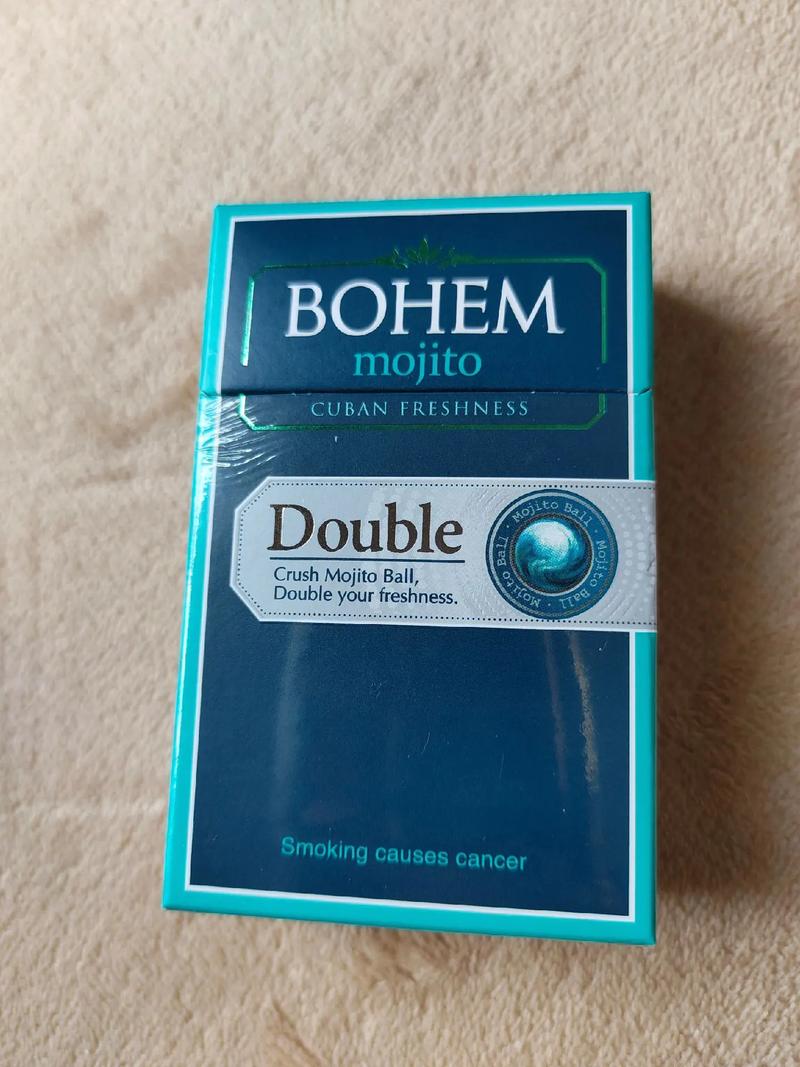 BOHEM
mojito
CUBAN FRESHNESS
Double
Crush Mojito Ball,
Double your freshness.
Mojito Ball · Mojito Ball · Mojito Ball ·
Smoking causes cancer